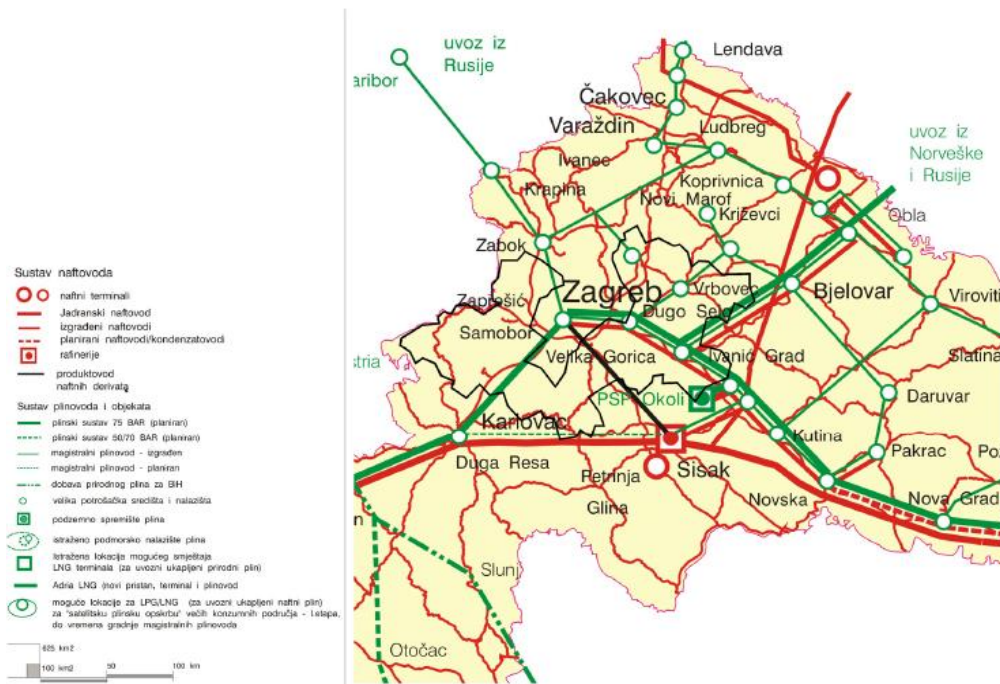 Sustav naftovoda
naftni terminali
Jadranski naftovod
izgrađeni naftovodi
planirani naftovodi/kondenzatovodi
rafinerije
produktovod
naftnih derivata
Sustav plinovoda i objekata
plinski sustav 75 BAR (planiran)
plinski sustav 50/70 BAR (planiran)
magistralni plinovod - izgrađen
magistralni plinovod - planiran
dobava prirodnog plina za BIH
velika potrošačka središta i nalazišta
podzemno spremište plina
istraženo podmorsko nalazište plina
Istražena lokacija mogućeg smještaja
LNG terminala (za uvozni ukapljeni prirodni plin)
Adria LNG (novi pristan, terminal i plinovod
moguće lokacije za LPG/LNG (za uvozni ukapljeni naftni plin)
za "satelitsku plinsku opskrbu" većih konzumnih područja - I.etapa,
do vremena gradnje magistralnih plinovoda
625 km2
100 km2
50
100 km
uvoz iz
Rusije
Lendava
aribor
Čakovec
Varaždin
Ludbreg
uvoz iz
Norveške
i Rusije
Ivanec
Krapina
Koprivnica
Novi Marof
Križevci
Obla
Zabok
Zaprešić
Zagreb
Vrbovec
Bjelovar
Viroviti
Samobor
Dugo Selo
stria
Velika Gorica
Ivanić Grad
Slatina
PSP Okoli
Daruvar
Karlovac
Kutina
Pakrac
Po
Duga Resa
Petrinja
Sisak
Glina
Novska
Nova Grad
n
Slunj
Otočac